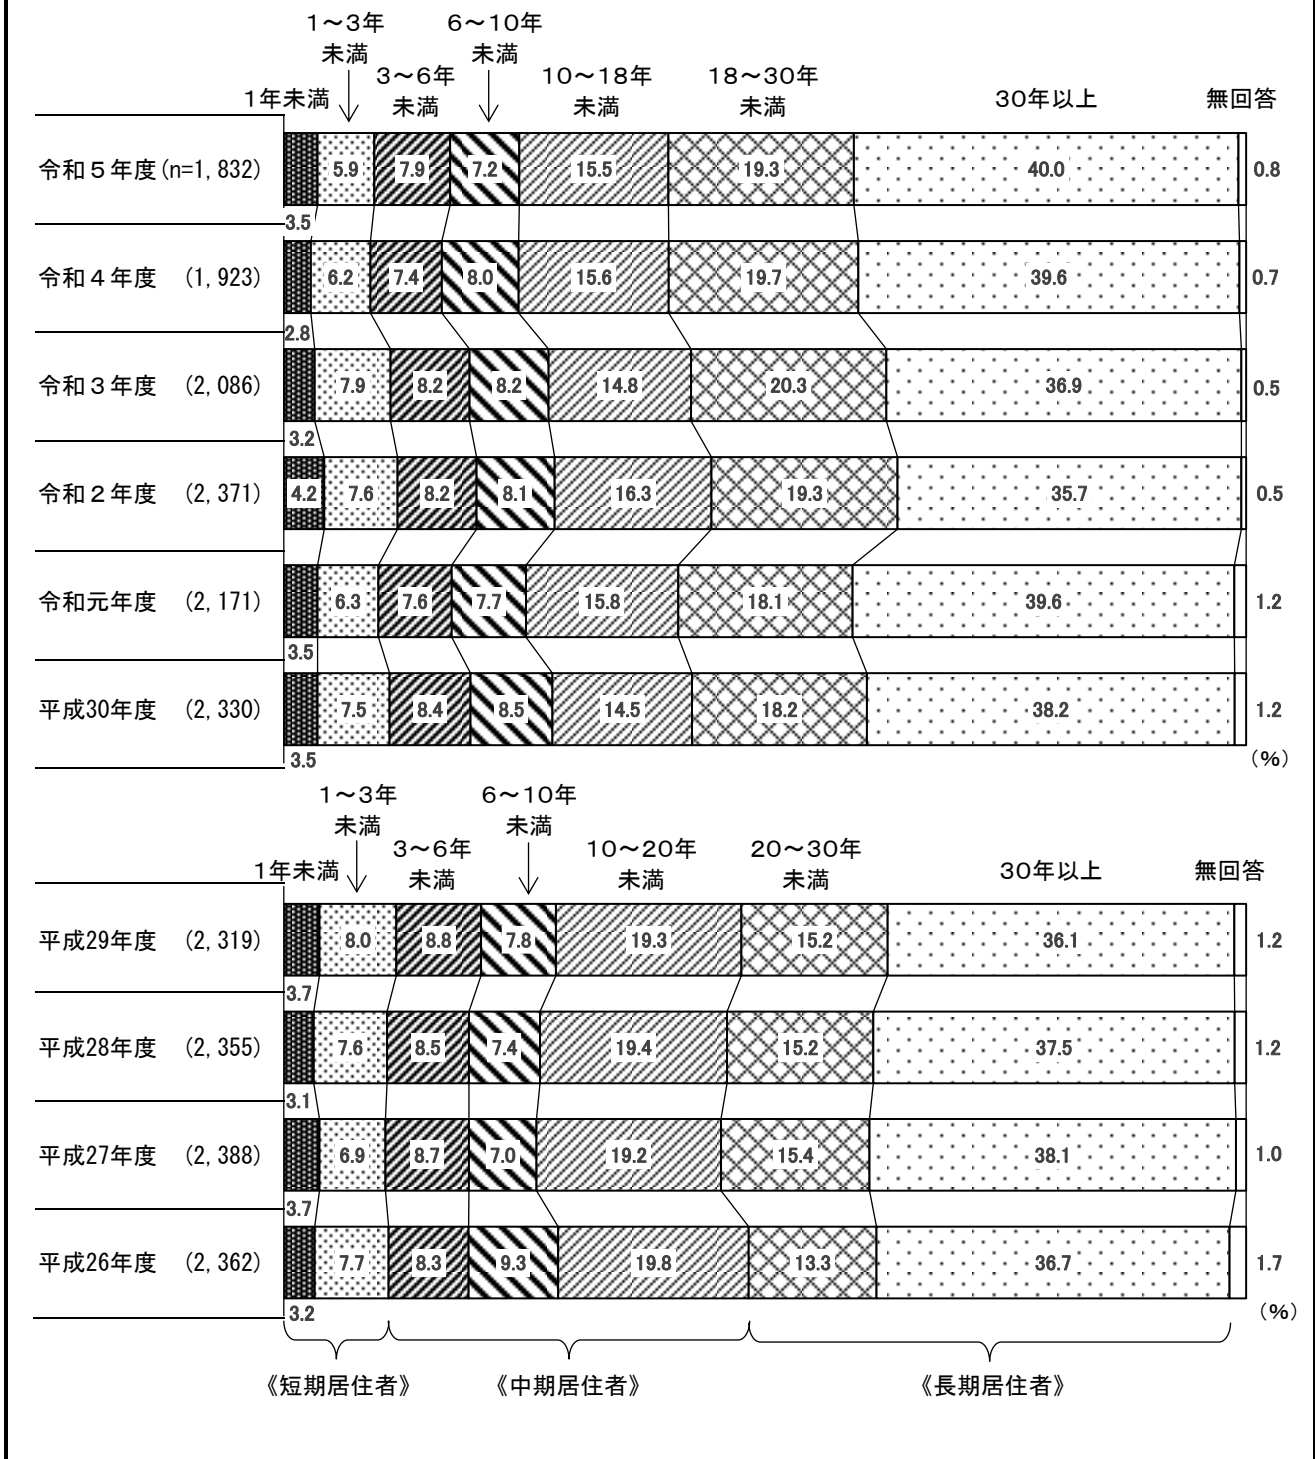 1～3年 6～10年
未満 未満
3～6年 10～18年 18～30年
1年未満 未満 未満 未満 30年以上 無回答
令和５年度(n=1,832) 5.9 7.9 7.2 15.5 19.3 40.0 0.8
3.5
令和４年度 (1,923) 6.2 7.4 8.0 15.6 19.7 39.6 0.7
2.8
令和３年度 (2,086) 7.9 8.2 8.2 14.8 20.3 36.9 0.5
3.2
令和２年度 (2,371) 4.2 7.6 8.2 8.1 16.3 19.3 35.7 0.5
令和元年度 (2,171) 6.3 7.6 7.7 15.8 18.1 39.6 1.2
3.5
平成30年度 (2,330) 7.5 8.4 8.5 14.5 18.2 38.2 1.2
3.5 (%)
1～3年 6～10年
未満 未満
3～6年 10～20年 20～30年
1年未満 未満 未満 未満 30年以上 無回答
平成29年度 (2,319) 8.0 8.8 7.8 19.3 15.2 36.1 1.2
3.7
平成28年度 (2,355) 7.6 8.5 7.4 19.4 15.2 37.5 1.2
3.1
平成27年度 (2,388) 6.9 8.7 7.0 19.2 15.4 38.1 1.0
3.7
平成26年度 (2,362) 7.7 8.3 9.3 19.8 13.3 36.7 1.7
3.2 (%)
《短期居住者》 《中期居住者》 《長期居住者》